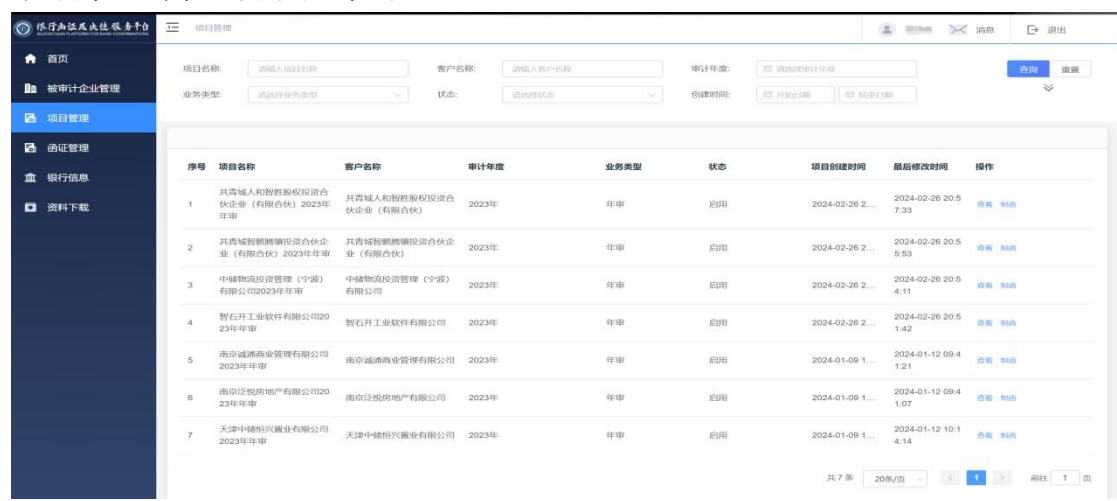 银行函证及大信服务平台
BLOCKCHAIN PLATFORM FOR BANK CONFIRMATIONS
项目管理
消息
退出
首页
被审计企业管理
项目管理
函证管理
银行信息
资料下载
项目名称:
请输入项目名称
客户名称:
请输入客户名称
审计年度:
请选择审计年度
查询
重置
业务类型:
请选择业务类型
状态:
请选择状态
创建时间:
开始日期
结束日期
序号 项目名称 客户名称 审计年度 业务类型 状态 项目创建时间 最后修改时间 操作
1
共青城人和智胜股权投资合
伙企业(有限合伙)2023年
年审
共青城人和智胜股权投资合
伙企业(有限合伙)
2023年 年审 启用 2024-02-26 2...
2024-02-26 20:5
7:33
查看
2
共青城智鹏腾骧投资合伙企
业(有限合伙)2023年年审
共青城智鹏腾骧投资合伙企
业(有限合伙)
2023年 年审 启用 2024-02-26 2...
2024-02-26 20:5
5:53
查看
3
中储物流投资管理(宁波)
有限公司2023年年审
中储物流投资管理(宁波)
有限公司
2023年 年审 启用 2024-02-26 2...
2024-02-26 20:5
4:11
查看
4
智石开工业软件有限公司20
23年年审
智石开工业软件有限公司
2023年 年审 启用 2024-02-26 2...
2024-02-26 20:5
1:42
查看
5
南京诚通商业管理有限公司
2023年年审
南京诚通商业管理有限公司
2023年 年审 启用 2024-01-09 1...
2024-01-12 09:4
1:21
查看
6
南京泛悦房地产有限公司20
23年年审
南京泛悦房地产有限公司
2023年 年审 启用 2024-01-09 1...
2024-01-12 09:4
1:07
查看
7
天津中储恒兴置业有限公司
2023年年审
天津中储恒兴置业有限公司
2023年 年审 启用 2024-01-09 1...
2024-01-12 10:1
4:14
查看
共 7 条 20条/页 < 1 > 前往 1 页